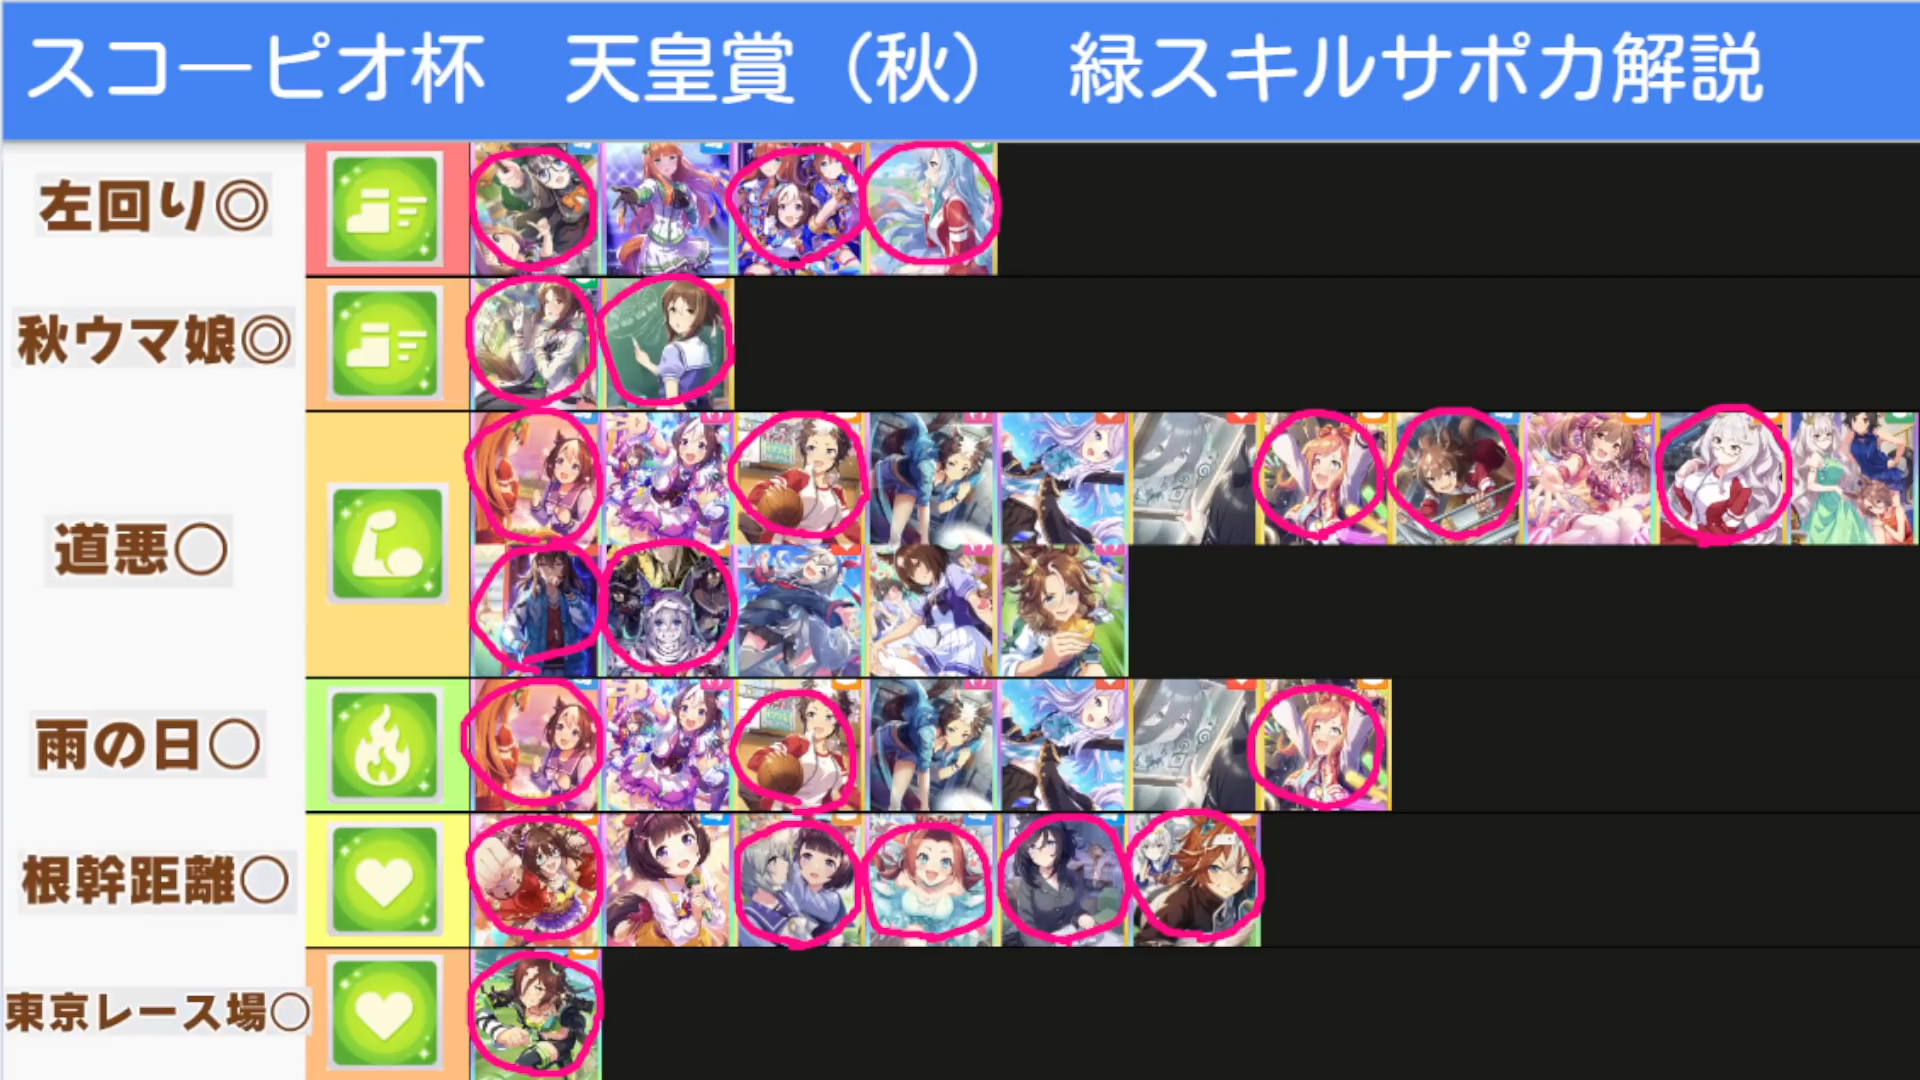 スコーピオ杯　天皇賞（秋）　緑スキルサポカ解説
左回り◎
秋ウマ娘◎
道悪○
雨の日○
根幹距離○
東京レース場○